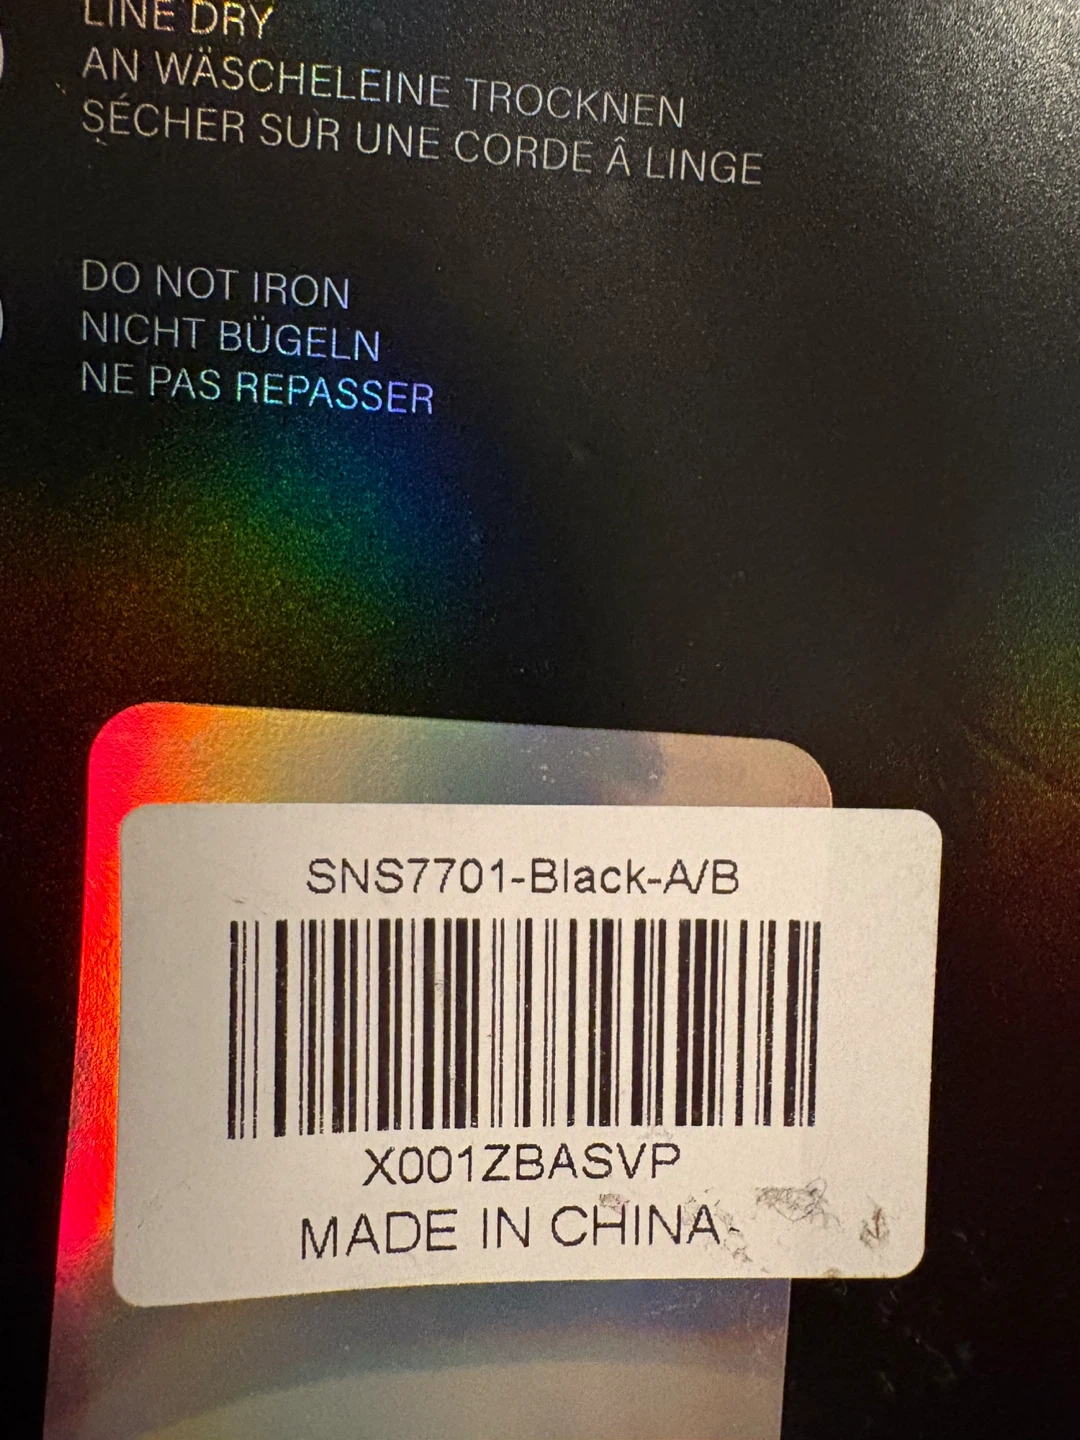 LINE DRY
AN WÄSCHELEINE TROCKNEN
SÉCHER SUR UNE CORDE Â LINGE
DO NOT IRON
NICHT BÜGELN
NE PAS REPASSER
SNS7701-Black-A/B
X001ZBASVP
MADE IN CHINA